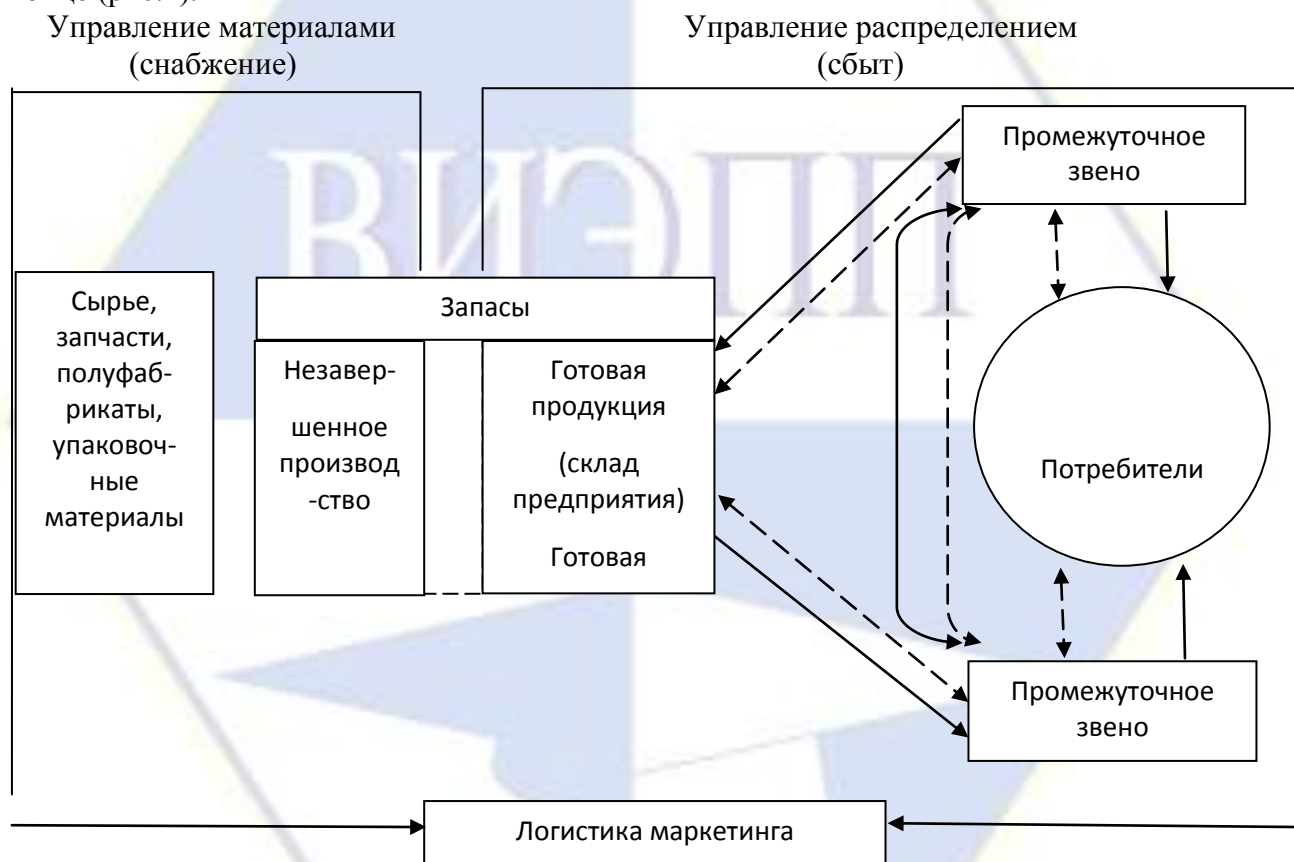 Управление материалами
(снабжение)
Управление распределением
(сбыт)
ВИЭПП
Промежуточное
звено
Сырье,
запчасти,
полуфаб-
рикаты,
упаковоч-
ные
материалы
Запасы
Незавер-
шенное
производ
-ство
Готовая
продукция
(склад
предприятия)
Готовая
Потребители
Промежуточное
звено
Логистика маркетинга